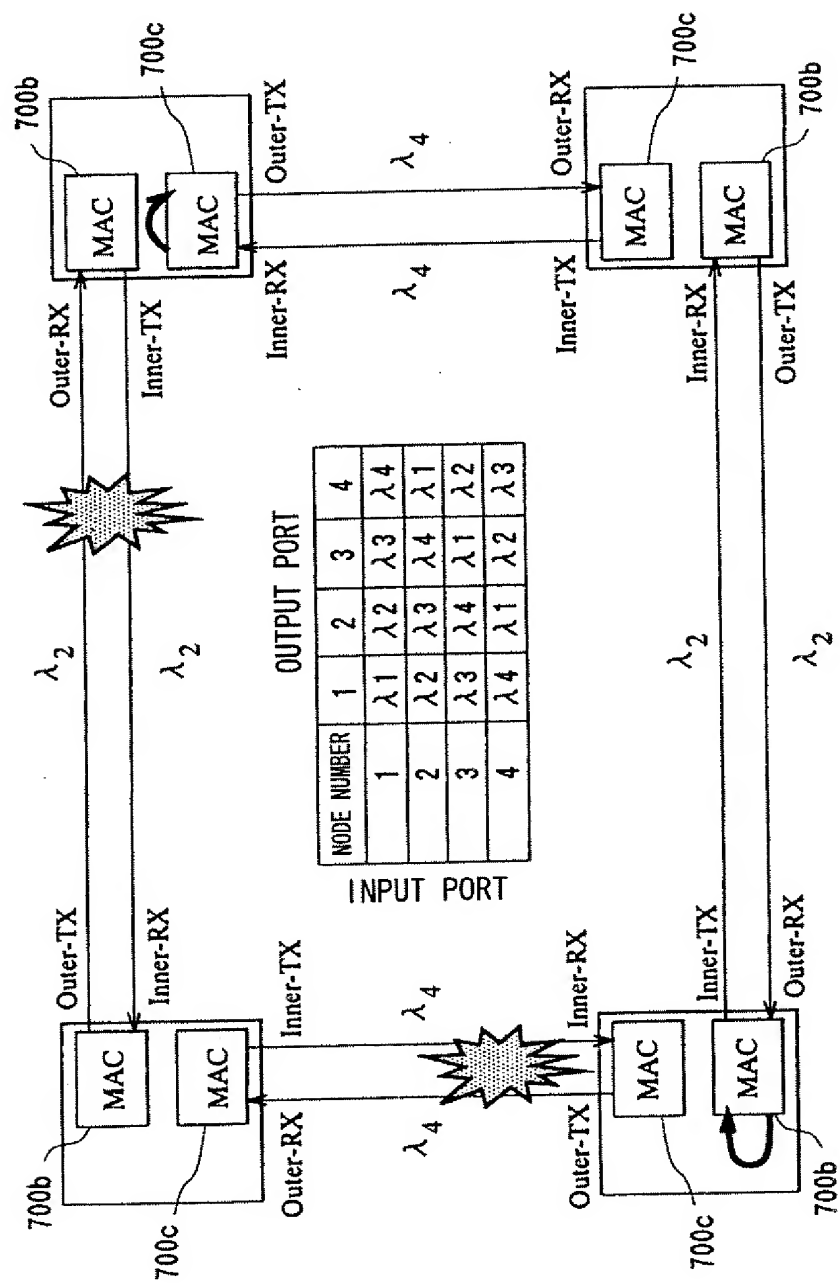 700b
MAC
Outer-TX
λ2
Outer-RX
MAC
700b
MAC
Inner-RX
λ2
Inner-TX
MAC
700c
700c
Outer-RX
Inner-TX
Inner-RX
Outer-TX
λ4
λ4
λ4
λ4
OUTPUT PORT
INPUT PORT
NODE NUMBER 1 2 3 4
1 λ1 λ2 λ3 λ4
2 λ2 λ3 λ4 λ1
3 λ3 λ4 λ1 λ2
4 λ4 λ1 λ2 λ3
Outer-TX
Inner-RX
Inner-TX
Outer-RX
MAC
MAC
700c
700c
MAC
Inner-TX
λ2
Inner-RX
MAC
700b
Outer-RX
λ2
Outer-TX
700b